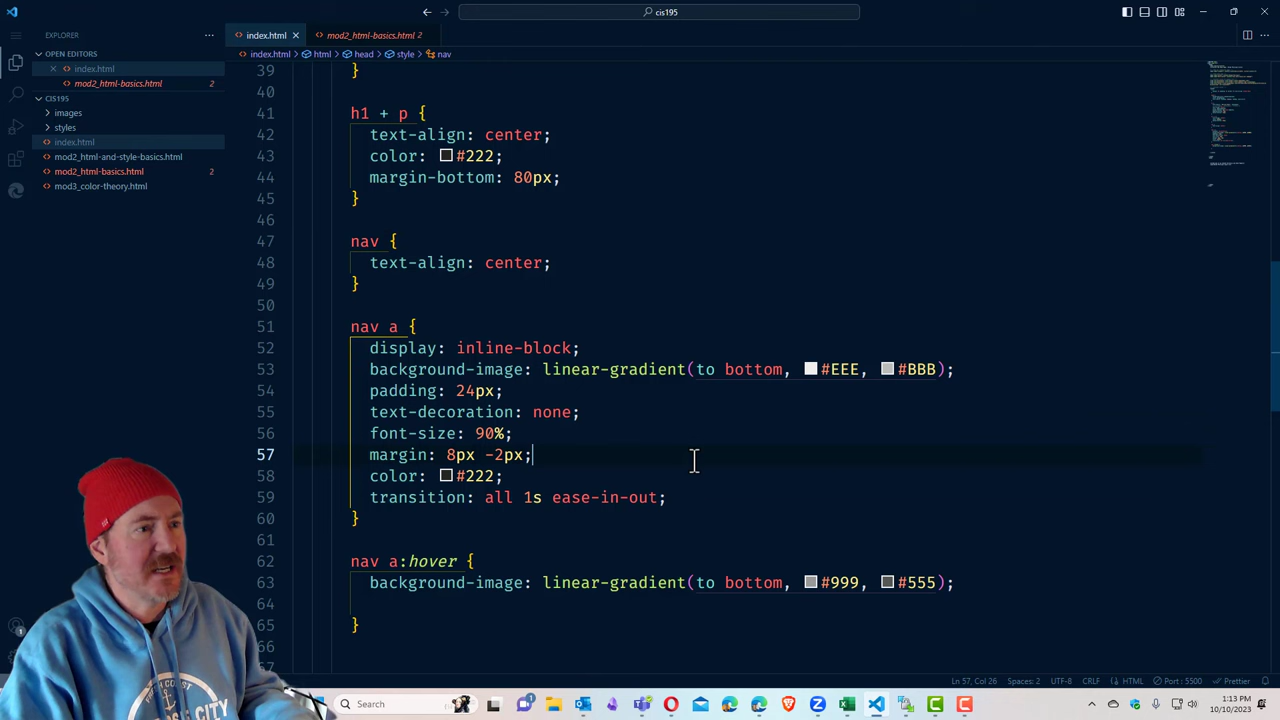 cis195
EXPLORER
index.html
mod2_html-basics.html 2
OPEN EDITORS
index.html
html
head
style
nav
index.html
mod2_html-basics.html 2
CIS195
images
styles
index.html
mod2_html-and-style-basics.html
mod2_html-basics.html 2
mod3_color-theory.html
39 }
40
41 h1 + p {
42 text-align: center;
43 color: #222;
44 margin-bottom: 80px;
45 }
46
47 nav {
48 text-align: center;
49 }
50
51 nav a {
52 display: inline-block;
53 background-image: linear-gradient(to bottom, #EEE, #BBB);
54 padding: 24px;
55 text-decoration: none;
56 font-size: 90%;
57 margin: 8px -2px;
58 color: #222;
59 transition: all 1s ease-in-out;
60 }
61
62 nav a:hover {
63 background-image: linear-gradient(to bottom, #999, #555);
64
65 }
66
67
1
Ln 57, Col 26
Spaces: 2
UTF-8
CRLF
HTML
Port : 5500
Prettier
Search
1:13 PM
10/10/2023